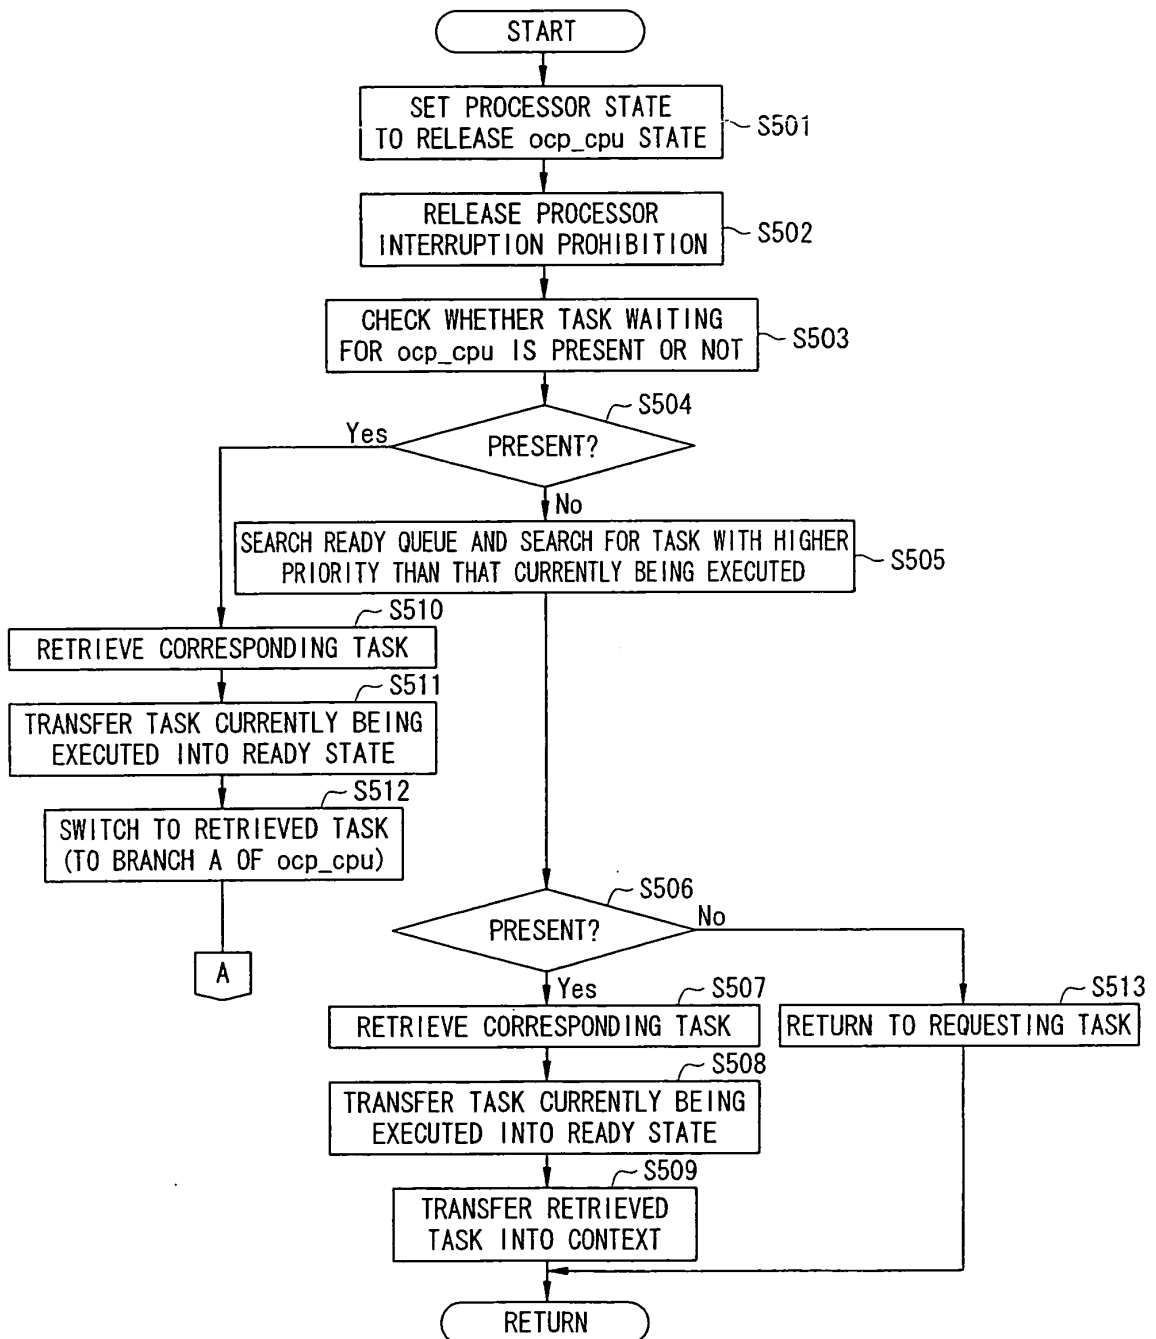 START
SET PROCESSOR STATE
TO RELEASE ocp_cpu STATE
S501
RELEASE PROCESSOR
INTERRUPTION PROHIBITION
S502
CHECK WHETHER TASK WAITING
FOR ocp_cpu IS PRESENT OR NOT
S503
S504
Yes
PRESENT?
No
SEARCH READY QUEUE AND SEARCH FOR TASK WITH HIGHER
PRIORITY THAN THAT CURRENTLY BEING EXECUTED
S505
S510
RETRIEVE CORRESPONDING TASK
S511
TRANSFER TASK CURRENTLY BEING
EXECUTED INTO READY STATE
S512
SWITCH TO RETRIEVED TASK
(TO BRANCH A OF ocp_cpu)
A
S506
PRESENT?
No
Yes
S507
RETRIEVE CORRESPONDING TASK
S513
RETURN TO REQUESTING TASK
S508
TRANSFER TASK CURRENTLY BEING
EXECUTED INTO READY STATE
S509
TRANSFER RETRIEVED
TASK INTO CONTEXT
RETURN